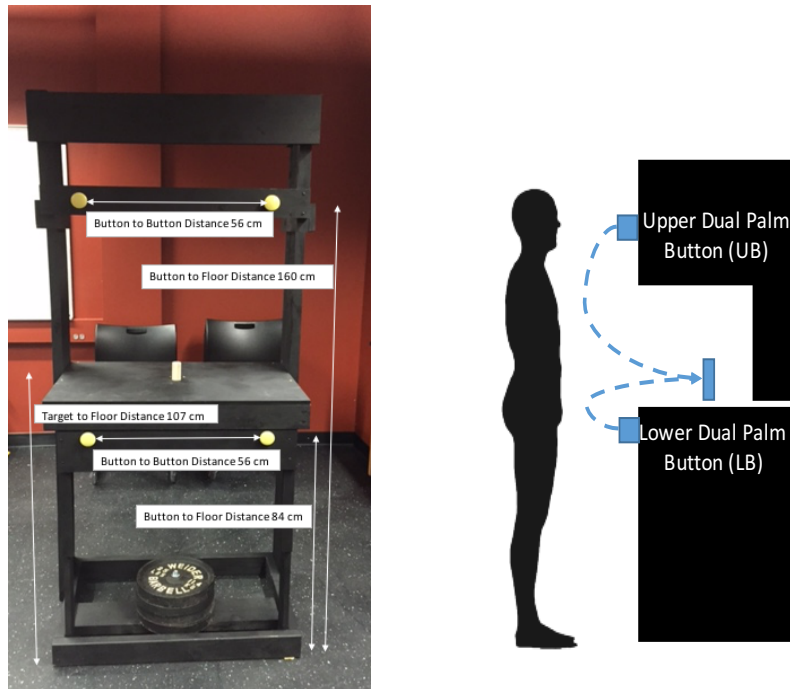 Button to Button Distance 56 cm
Button to Floor Distance 160 cm
Target to Floor Distance 107 cm
Button to Button Distance 56 cm
Button to Floor Distance 84 cm
WEIDER
BARBELL
Upper Dual Palm
Button (UB)
Lower Dual Palm
Button (LB)